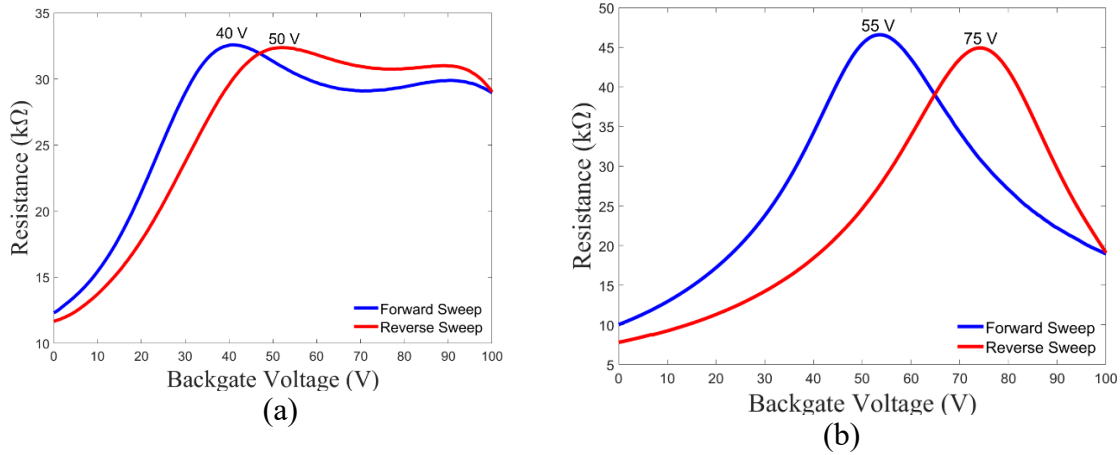 40 V
50 V
35
30
25
20
15
10
Resistance (kΩ)
Forward Sweep
Reverse Sweep
0 10 20 30 40 50 60 70 80 90 100
Backgate Voltage (V)
(a)
55 V
75 V
50
45
40
35
30
25
20
15
10
5
Resistance (kΩ)
Forward Sweep
Reverse Sweep
0 10 20 30 40 50 60 70 80 90 100
Backgate Voltage (V)
(b)